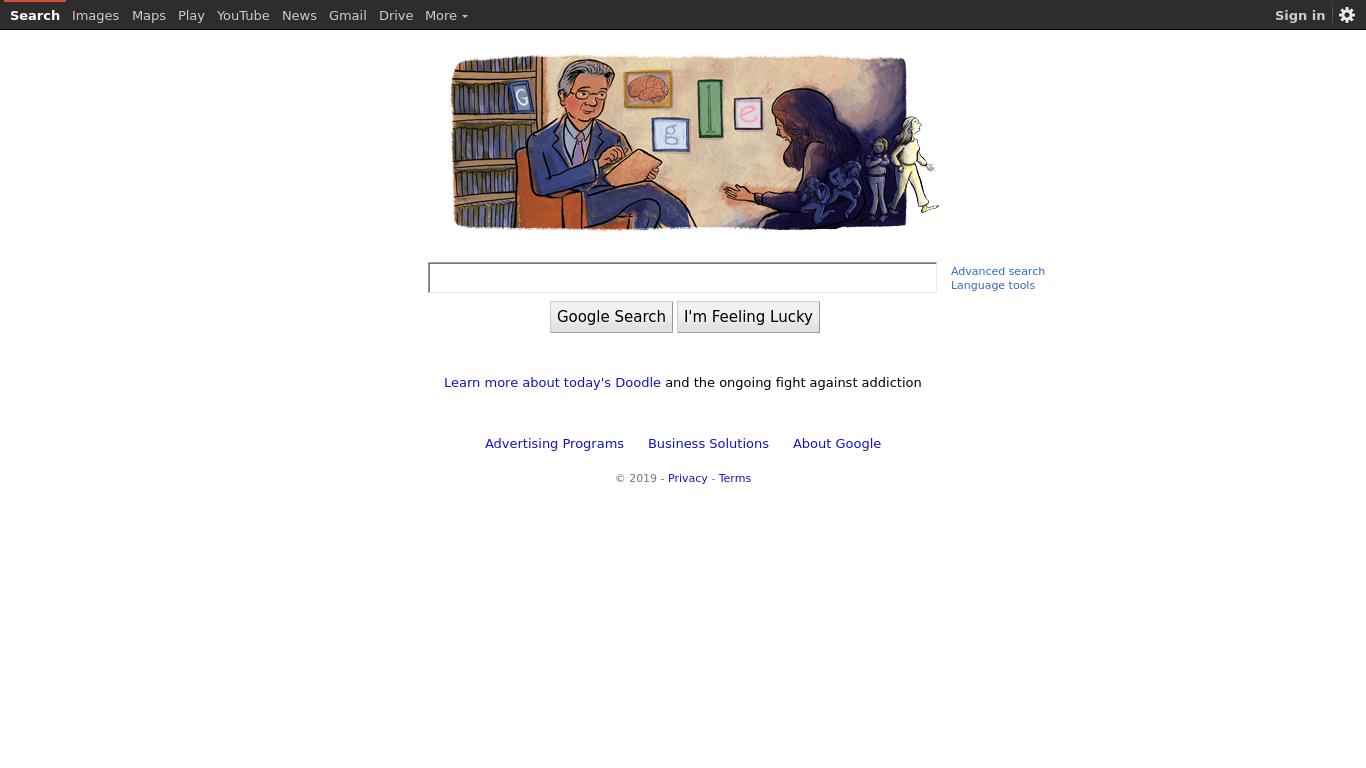 Search Images Maps Play YouTube News Gmail Drive More Sign in
G
g l e
Advanced search
Language tools
Google Search I'm Feeling Lucky
Learn more about today's Doodle and the ongoing fight against addiction
Advertising Programs Business Solutions About Google
© 2019 - Privacy - Terms